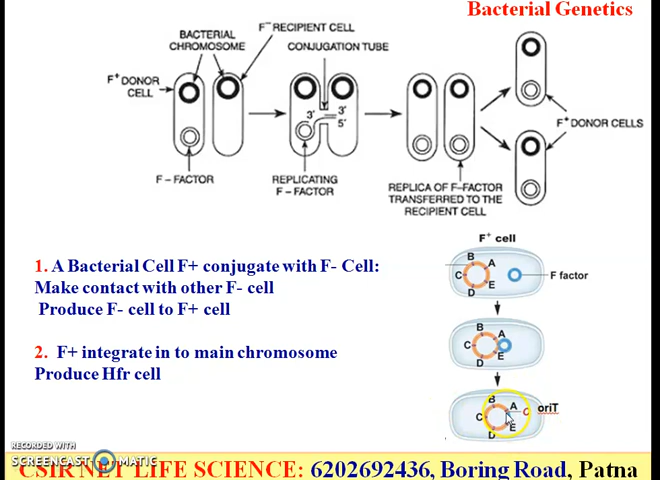 Bacterial Genetics
F⁻ RECIPIENT CELL
BACTERIAL
CHROMOSOME
CONJUGATION TUBE
F⁺ DONOR
CELL
3'
3'
5'
F⁺ DONOR CELLS
F - FACTOR
REPLICATING
F - FACTOR
REPLICA OF F-FACTOR
TRANSFERRED TO THE
RECIPIENT CELL
F⁺ cell
B
A
C
E
D
F factor
1. A Bacterial Cell F+ conjugate with F- Cell:
Make contact with other F- cell
Produce F- cell to F+ cell
B
A
C
E
D
2. F+ integrate in to main chromosome
Produce Hfr cell
B
A
oriT
C
E
D
RECORDED WITH
SCREENCAST MATIC
CSIR NET LIFE SCIENCE: 6202692436, Boring Road, Patna